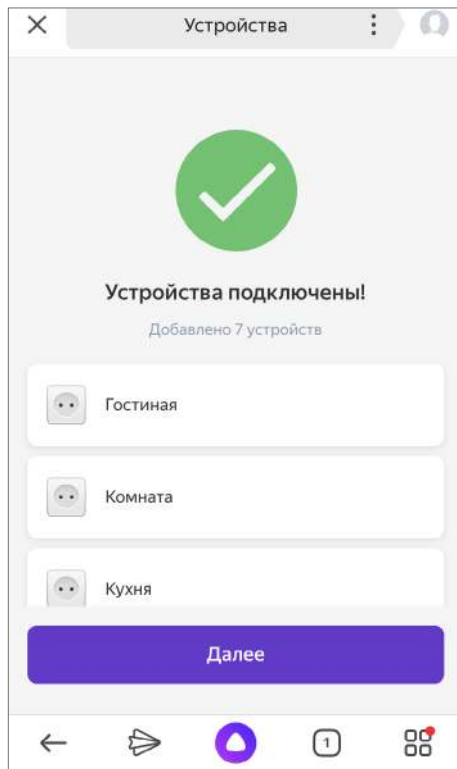 Устройства
Устройства подключены!
Добавлено 7 устройств
Гостиная
Комната
Кухня
Далее
1